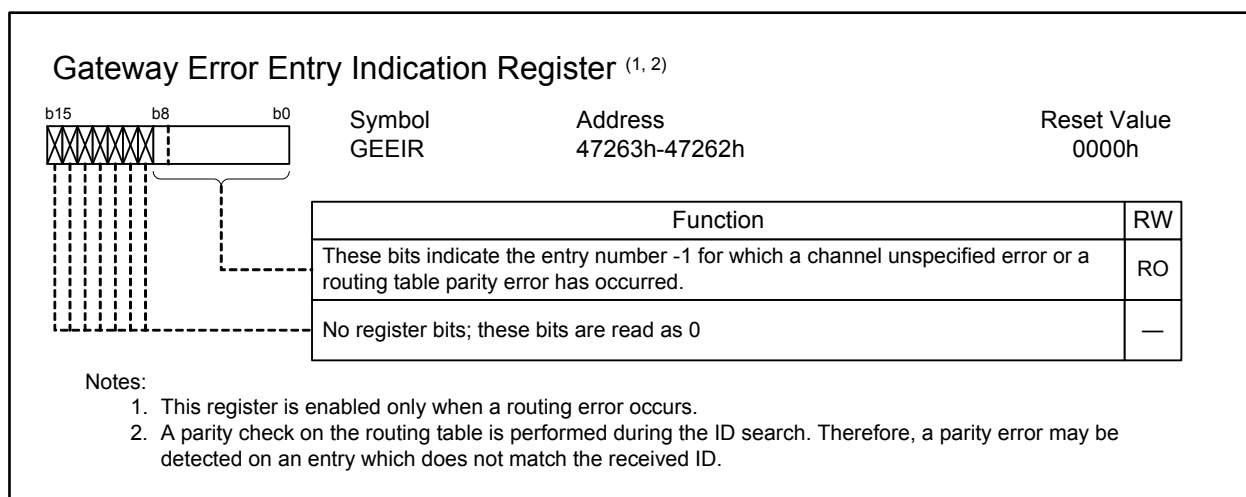 Gateway Error Entry Indication Register (1, 2)
b15 b8 b0
Symbol Address Reset Value
GEEIR 47263h-47262h 0000h
Function RW
These bits indicate the entry number -1 for which a channel unspecified error or a
routing table parity error has occurred.
RO
No register bits; these bits are read as 0 —
Notes:
1. This register is enabled only when a routing error occurs.
2. A parity check on the routing table is performed during the ID search. Therefore, a parity error may be
detected on an entry which does not match the received ID.